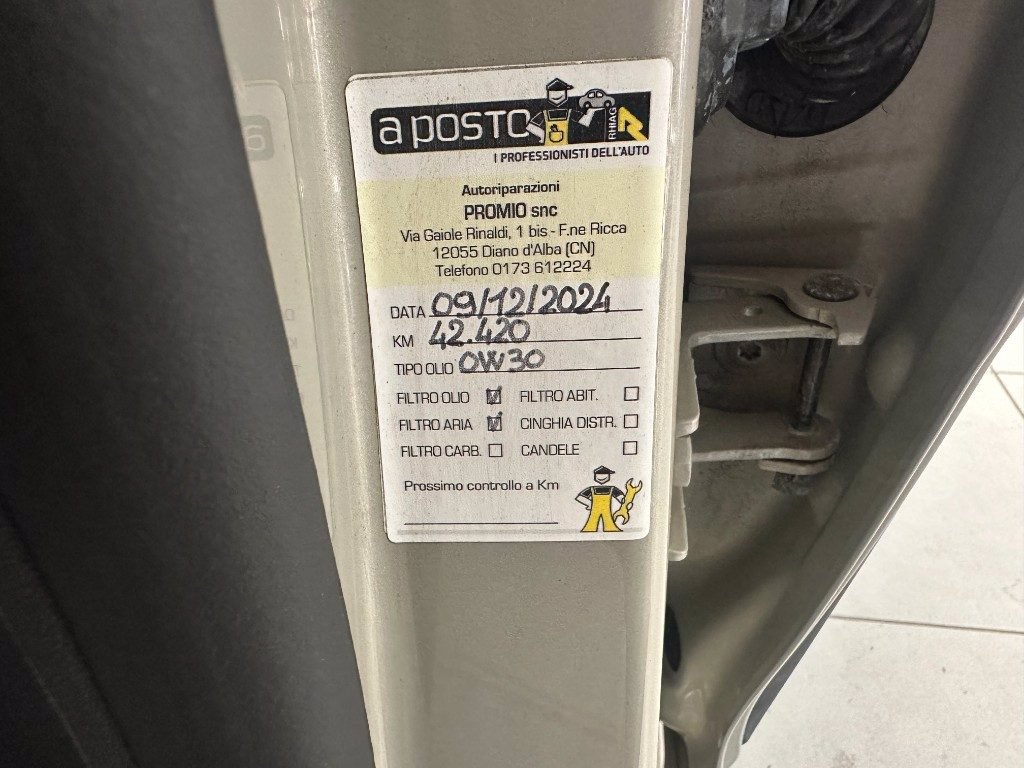 a posto
RHIAG
I PROFESSIONISTI DELL'AUTO
Autoriparazioni
PROMIO snc
Via Gaiole Rinaldi, 1 bis - F.ne Ricca
12055 Diano d'Alba (CN)
Telefono 0173 612224
DATA 09/12/2024
KM 42.420
TIPO OLIO 0W30
FILTRO OLIO FILTRO ABIT.
FILTRO ARIA CINGHIA DISTR.
FILTRO CARB. CANDELE
Prossimo controllo a Km